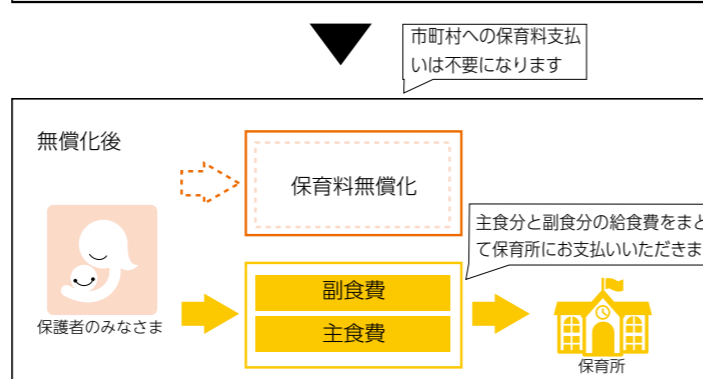 市町村への保育料支払
いは不要になります
無償化後
保育料無償化
主食分と副食分の給食費をまと
て保育所にお支払いいただきま
副食費
主食費
保護者のみなさま
保育所